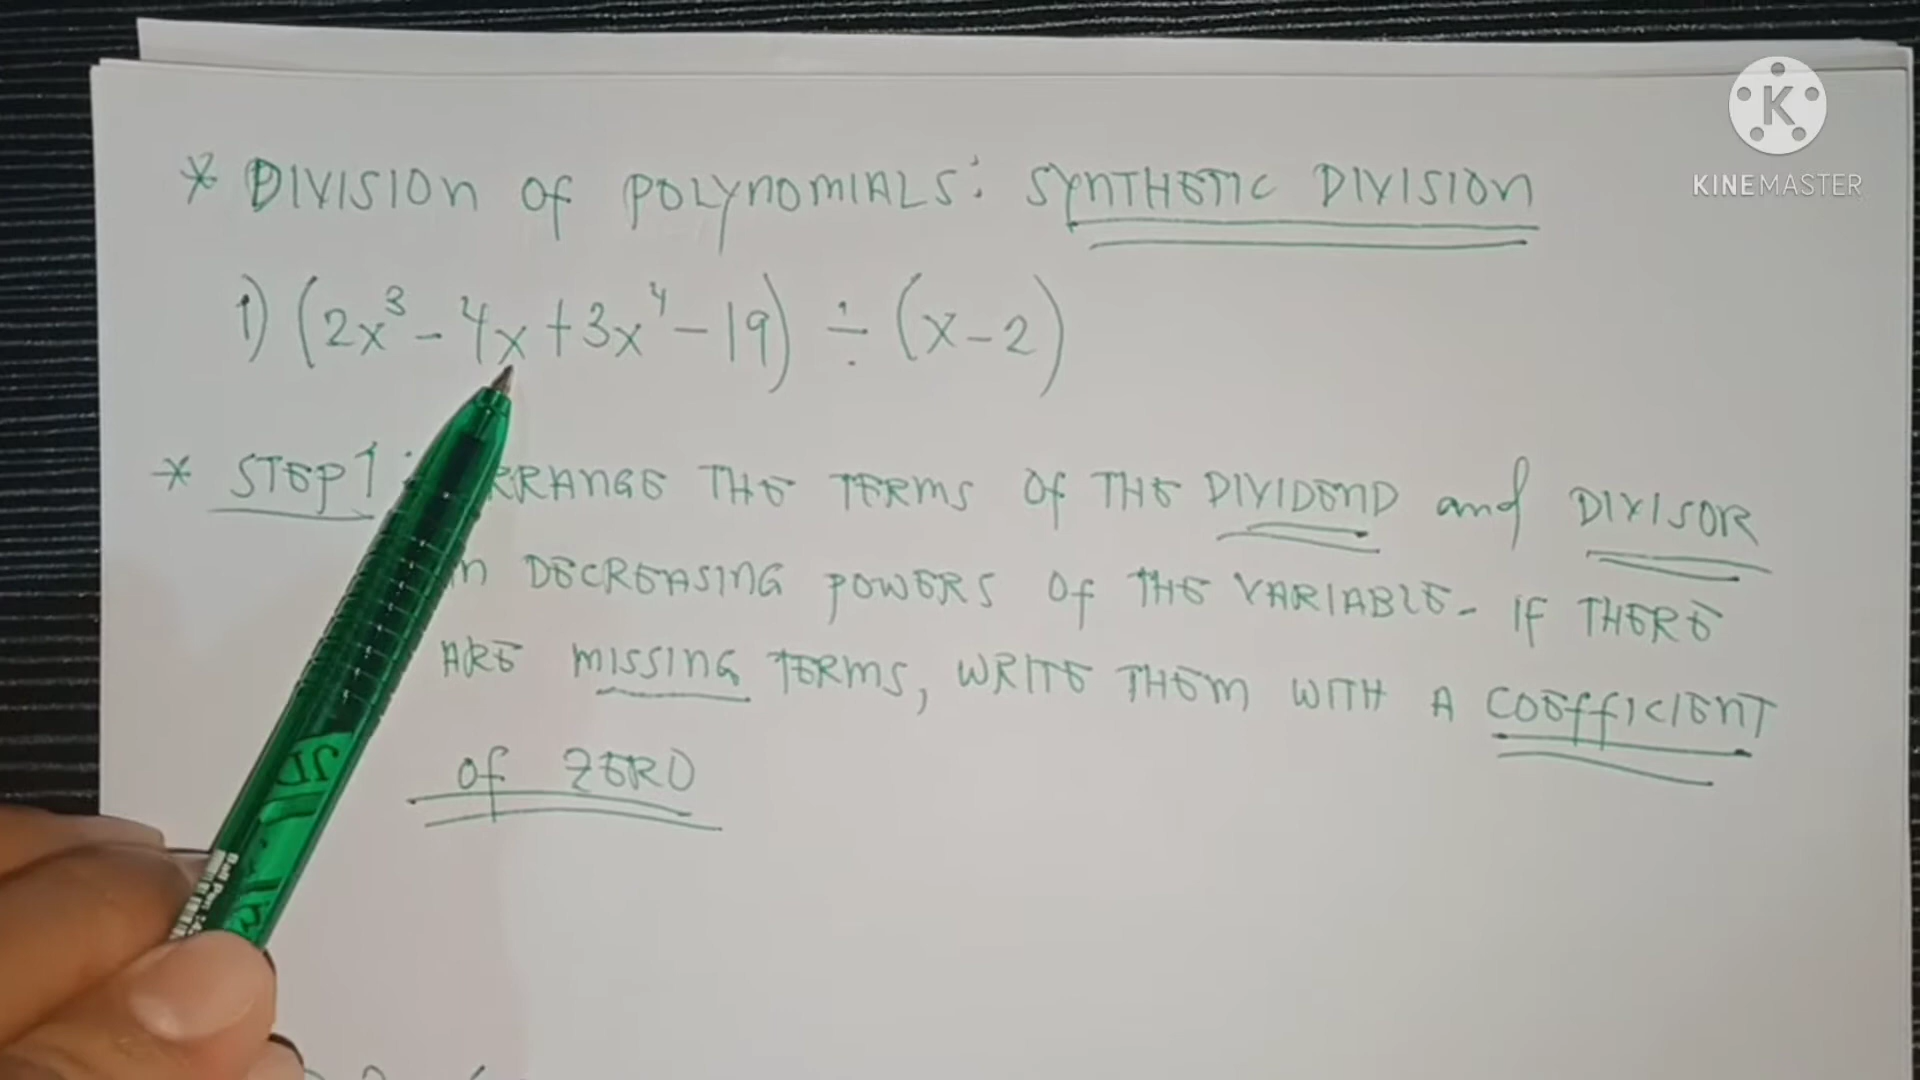 * DIVISION OF POLYNOMIALS: SYNTHETIC DIVISION
K
KINEMASTER
1) (2x³ - 4x + 3x⁴ - 19) ÷ (x - 2)
* STEP 1: RRANGE THE TERMS OF THE DIVIDEND and DIVISOR
n DECREASING POWERS OF THE VARIABLE. IF THERE
ARE MISSING TERMS, WRITE THEM WITH A COEFFICIENT
OF ZERO